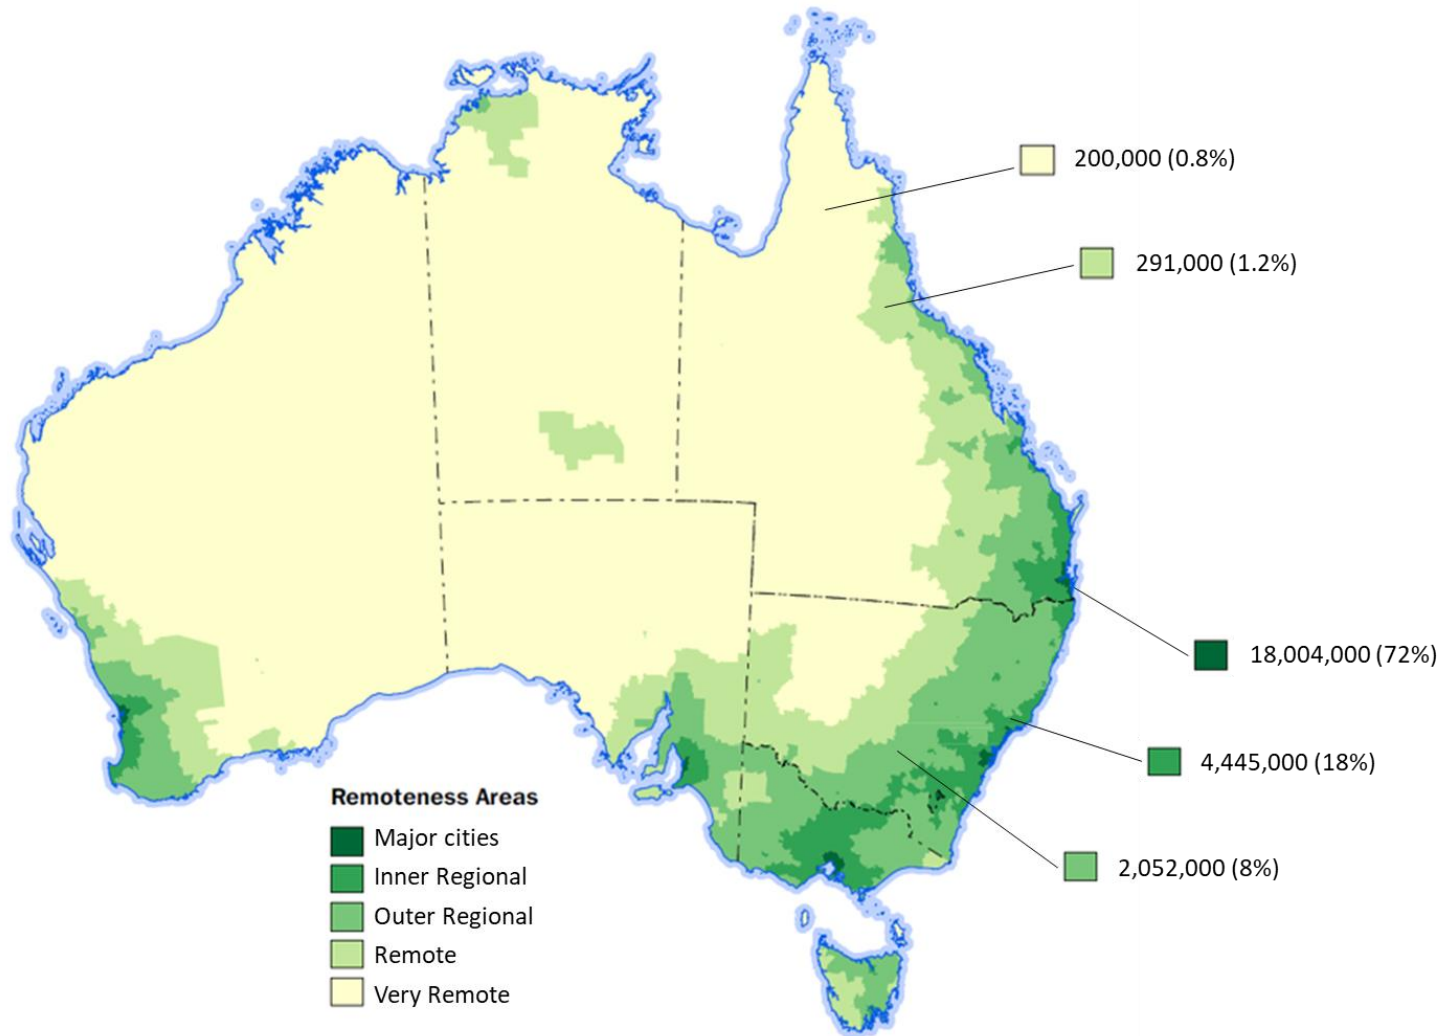 200,000 (0.8%)
291,000 (1.2%)
18,004,000 (72%)
4,445,000 (18%)
2,052,000 (8%)
Remoteness Areas
Major cities
Inner Regional
Outer Regional
Remote
Very Remote